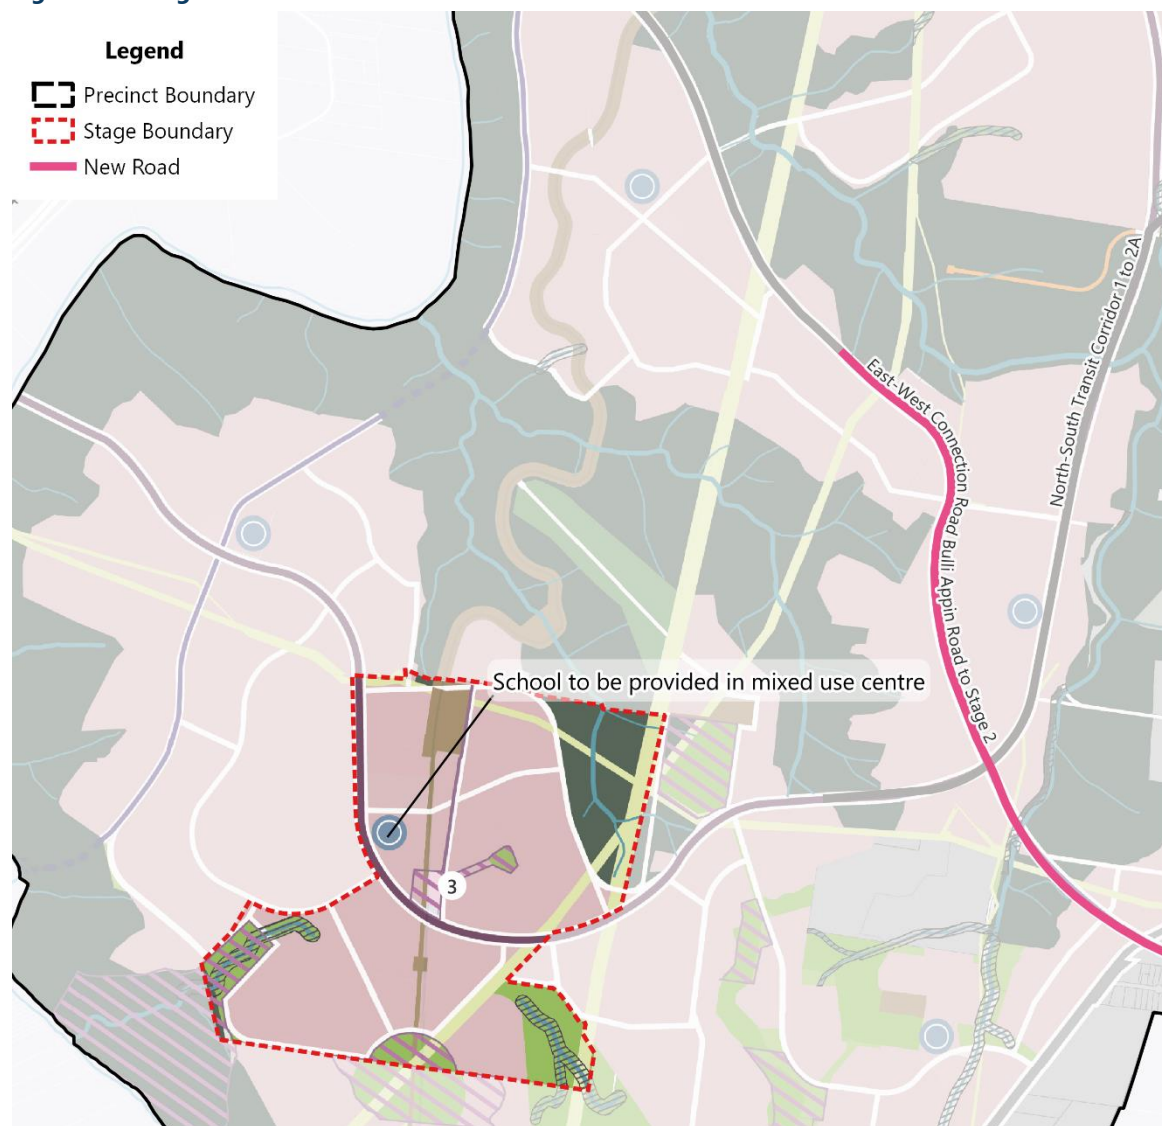 Legend
Precinct Boundary
Stage Boundary
New Road
East-West Connection Road/ Bulli Appin Road to Stage 2
North-South Transit Corridor 1 to 2A
School to be provided in mixed use centre
3